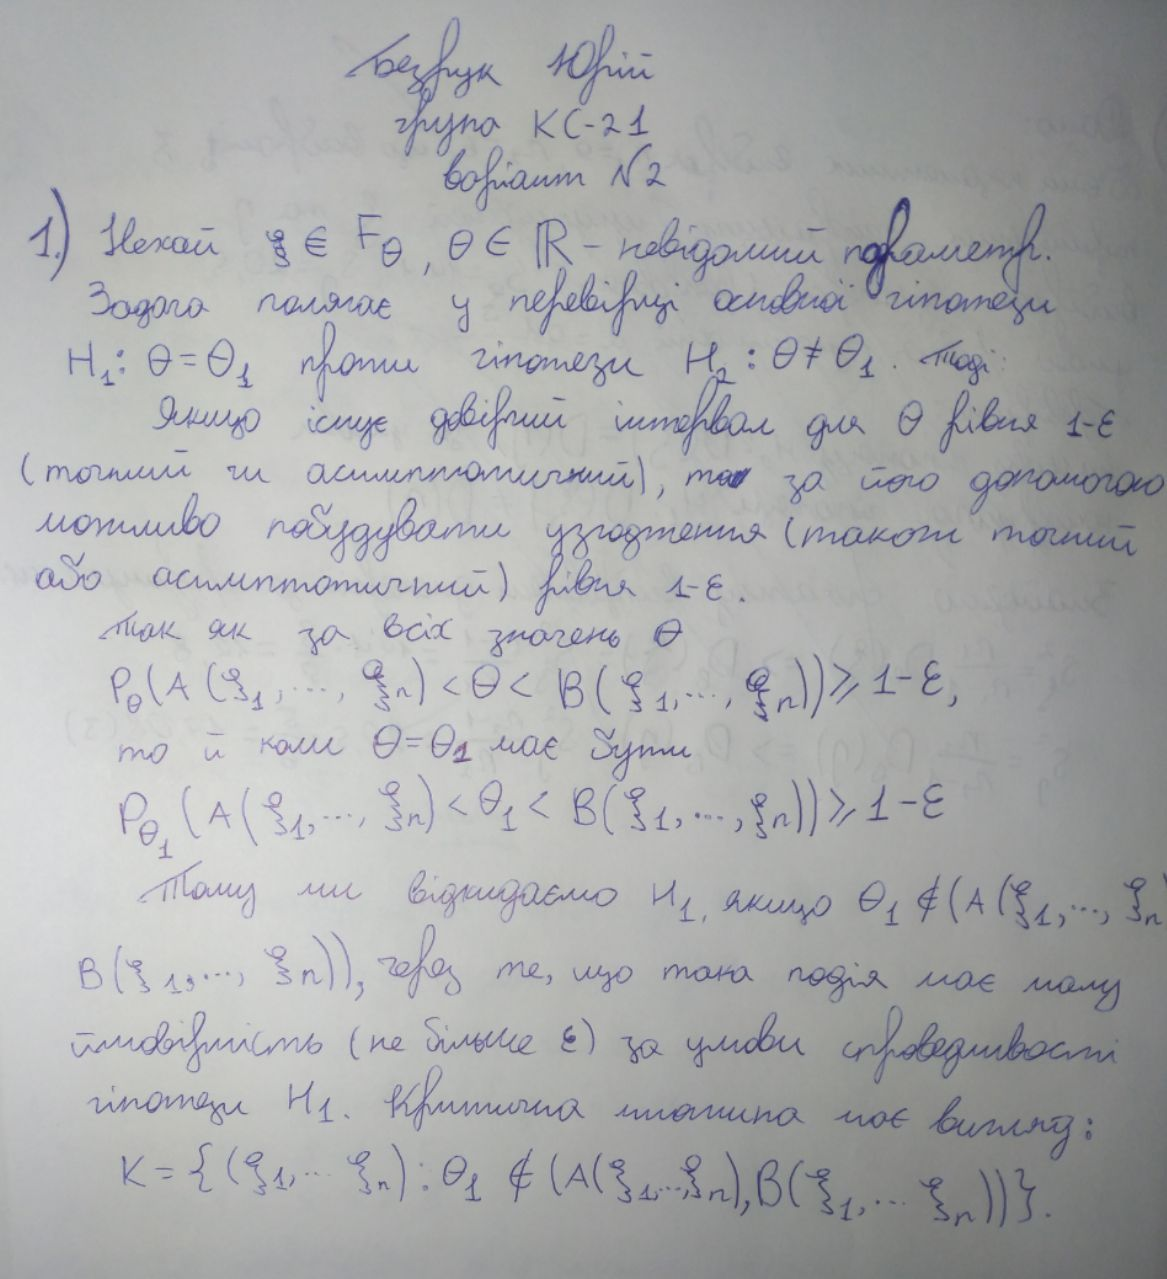 Безрук Юрій
група КС-21
варіант №2
1.) Нехай ξ ∈ F_θ, θ ∈ ℝ - невідомий параметр.
Задача полягає у перевірці основної гіпотези
H₁: θ = θ₁ проти гіпотези H₂: θ ≠ θ₁. Тоді:
Якщо існує довірчий інтервал для θ рівня 1-ε
(точний чи асимптотичний), то за його допомогою
можливо побудувати узгодження (також точний
або асимптотичний) рівня 1-ε.
Так як за всіх значень θ
P_θ(A(ξ₁,...,ξₙ) < θ < B(ξ₁,...,ξₙ)) ⩾ 1-ε,
то й коли θ=θ₁ має бути
P_θ₁(A(ξ₁,...,ξₙ) < θ₁ < B(ξ₁,...,ξₙ)) ⩾ 1-ε
Тому ми відкидаємо H₁, якщо θ₁ ∉ (A(ξ₁,...,ξₙ)
B(ξ₁,...,ξₙ)), через те, що така подія має малу
ймовірність (не більше ε) за умови справедливості
гіпотези H₁. Критична множина має вигляд:
K = {(ξ₁,... ξₙ): θ₁ ∉ (A(ξ₁,...,ξₙ), B(ξ₁,... ξₙ))}.